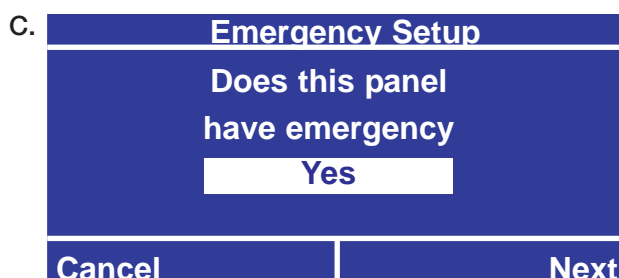 C.
Emergency Setup
Does this panel
have emergency
Yes
Cancel Next